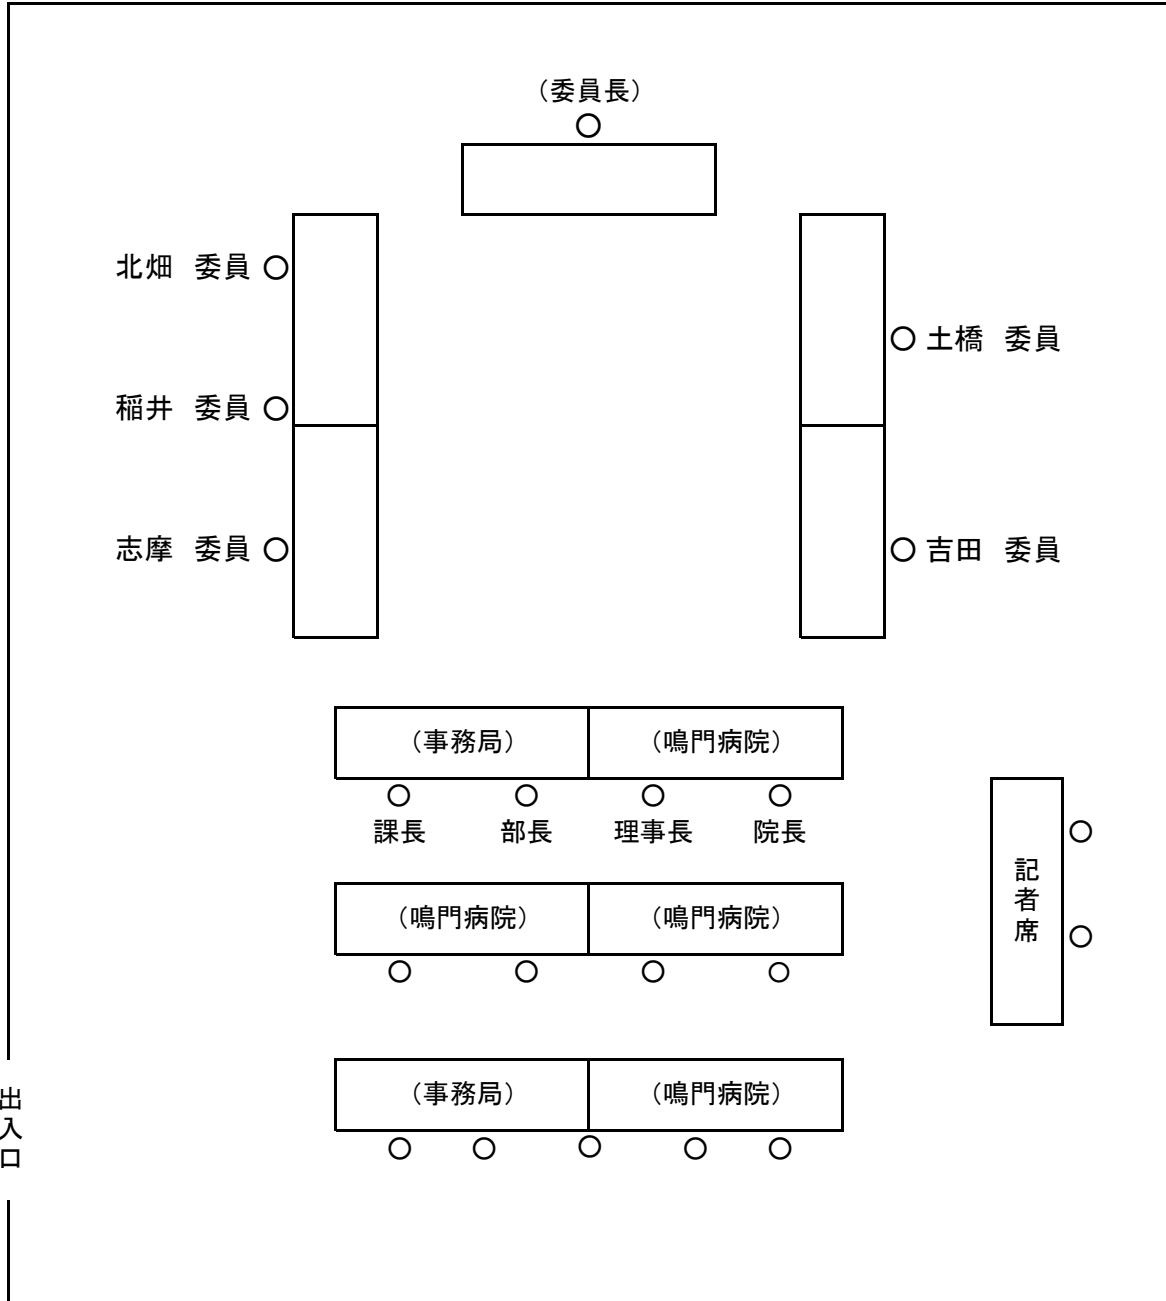 （委員長）
北畑 委員
土橋 委員
稲井 委員
志摩 委員
吉田 委員
（事務局） （鳴門病院）
課長 部長 理事長 院長
（鳴門病院） （鳴門病院）
記者席
（事務局） （鳴門病院）
出入口